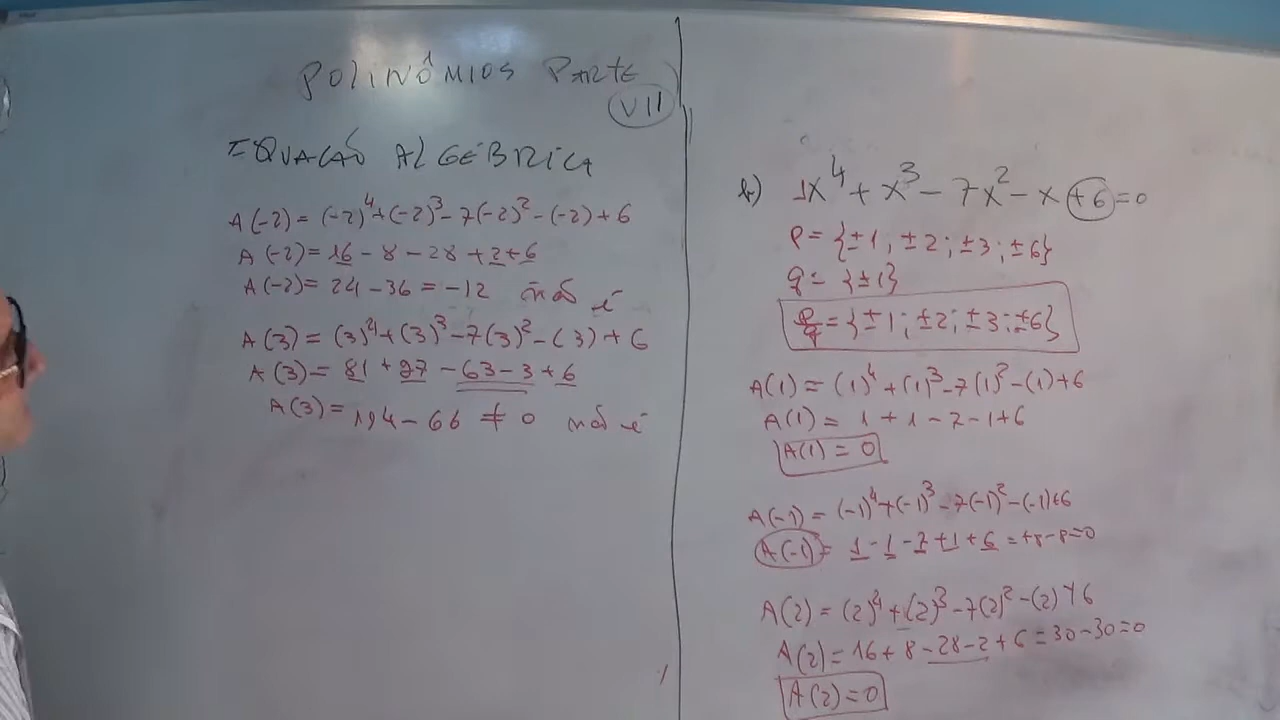 POLINÔMIOS PARTE
VII
EQUAÇÃO ALGÉBRICA
A(-2) = (-2)⁴+(-2)³-7(-2)²-(-2)+6
A(-2)= 16-8-28+2+6
A(-2)= 24-36=-12 não é
A(3) = (3)⁴+(3)³-7(3)²-(3)+6
A(3)= 81+27-63-3+6
A(3)= 114-66≠0 não é
b) 1x⁴+x³-7x²-x+6=0
P={±1; ±2; ±3; ±6}
q={±1}
P/q={±1; ±2; ±3; ±6}
A(1) = (1)⁴+(1)³-7(1)²-(1)+6
A(1)= 1+1-7-1+6
A(1)=0
A(-1)=(-1)⁴+(-1)³-7(-1)²-(-1)+6
A(-1)= 1-1-7+1+6=+8-8=0
A(2)=(2)⁴+(2)³-7(2)²-(2)+6
A(2)=16+8-28-2+6=30-30=0
A(2)=0